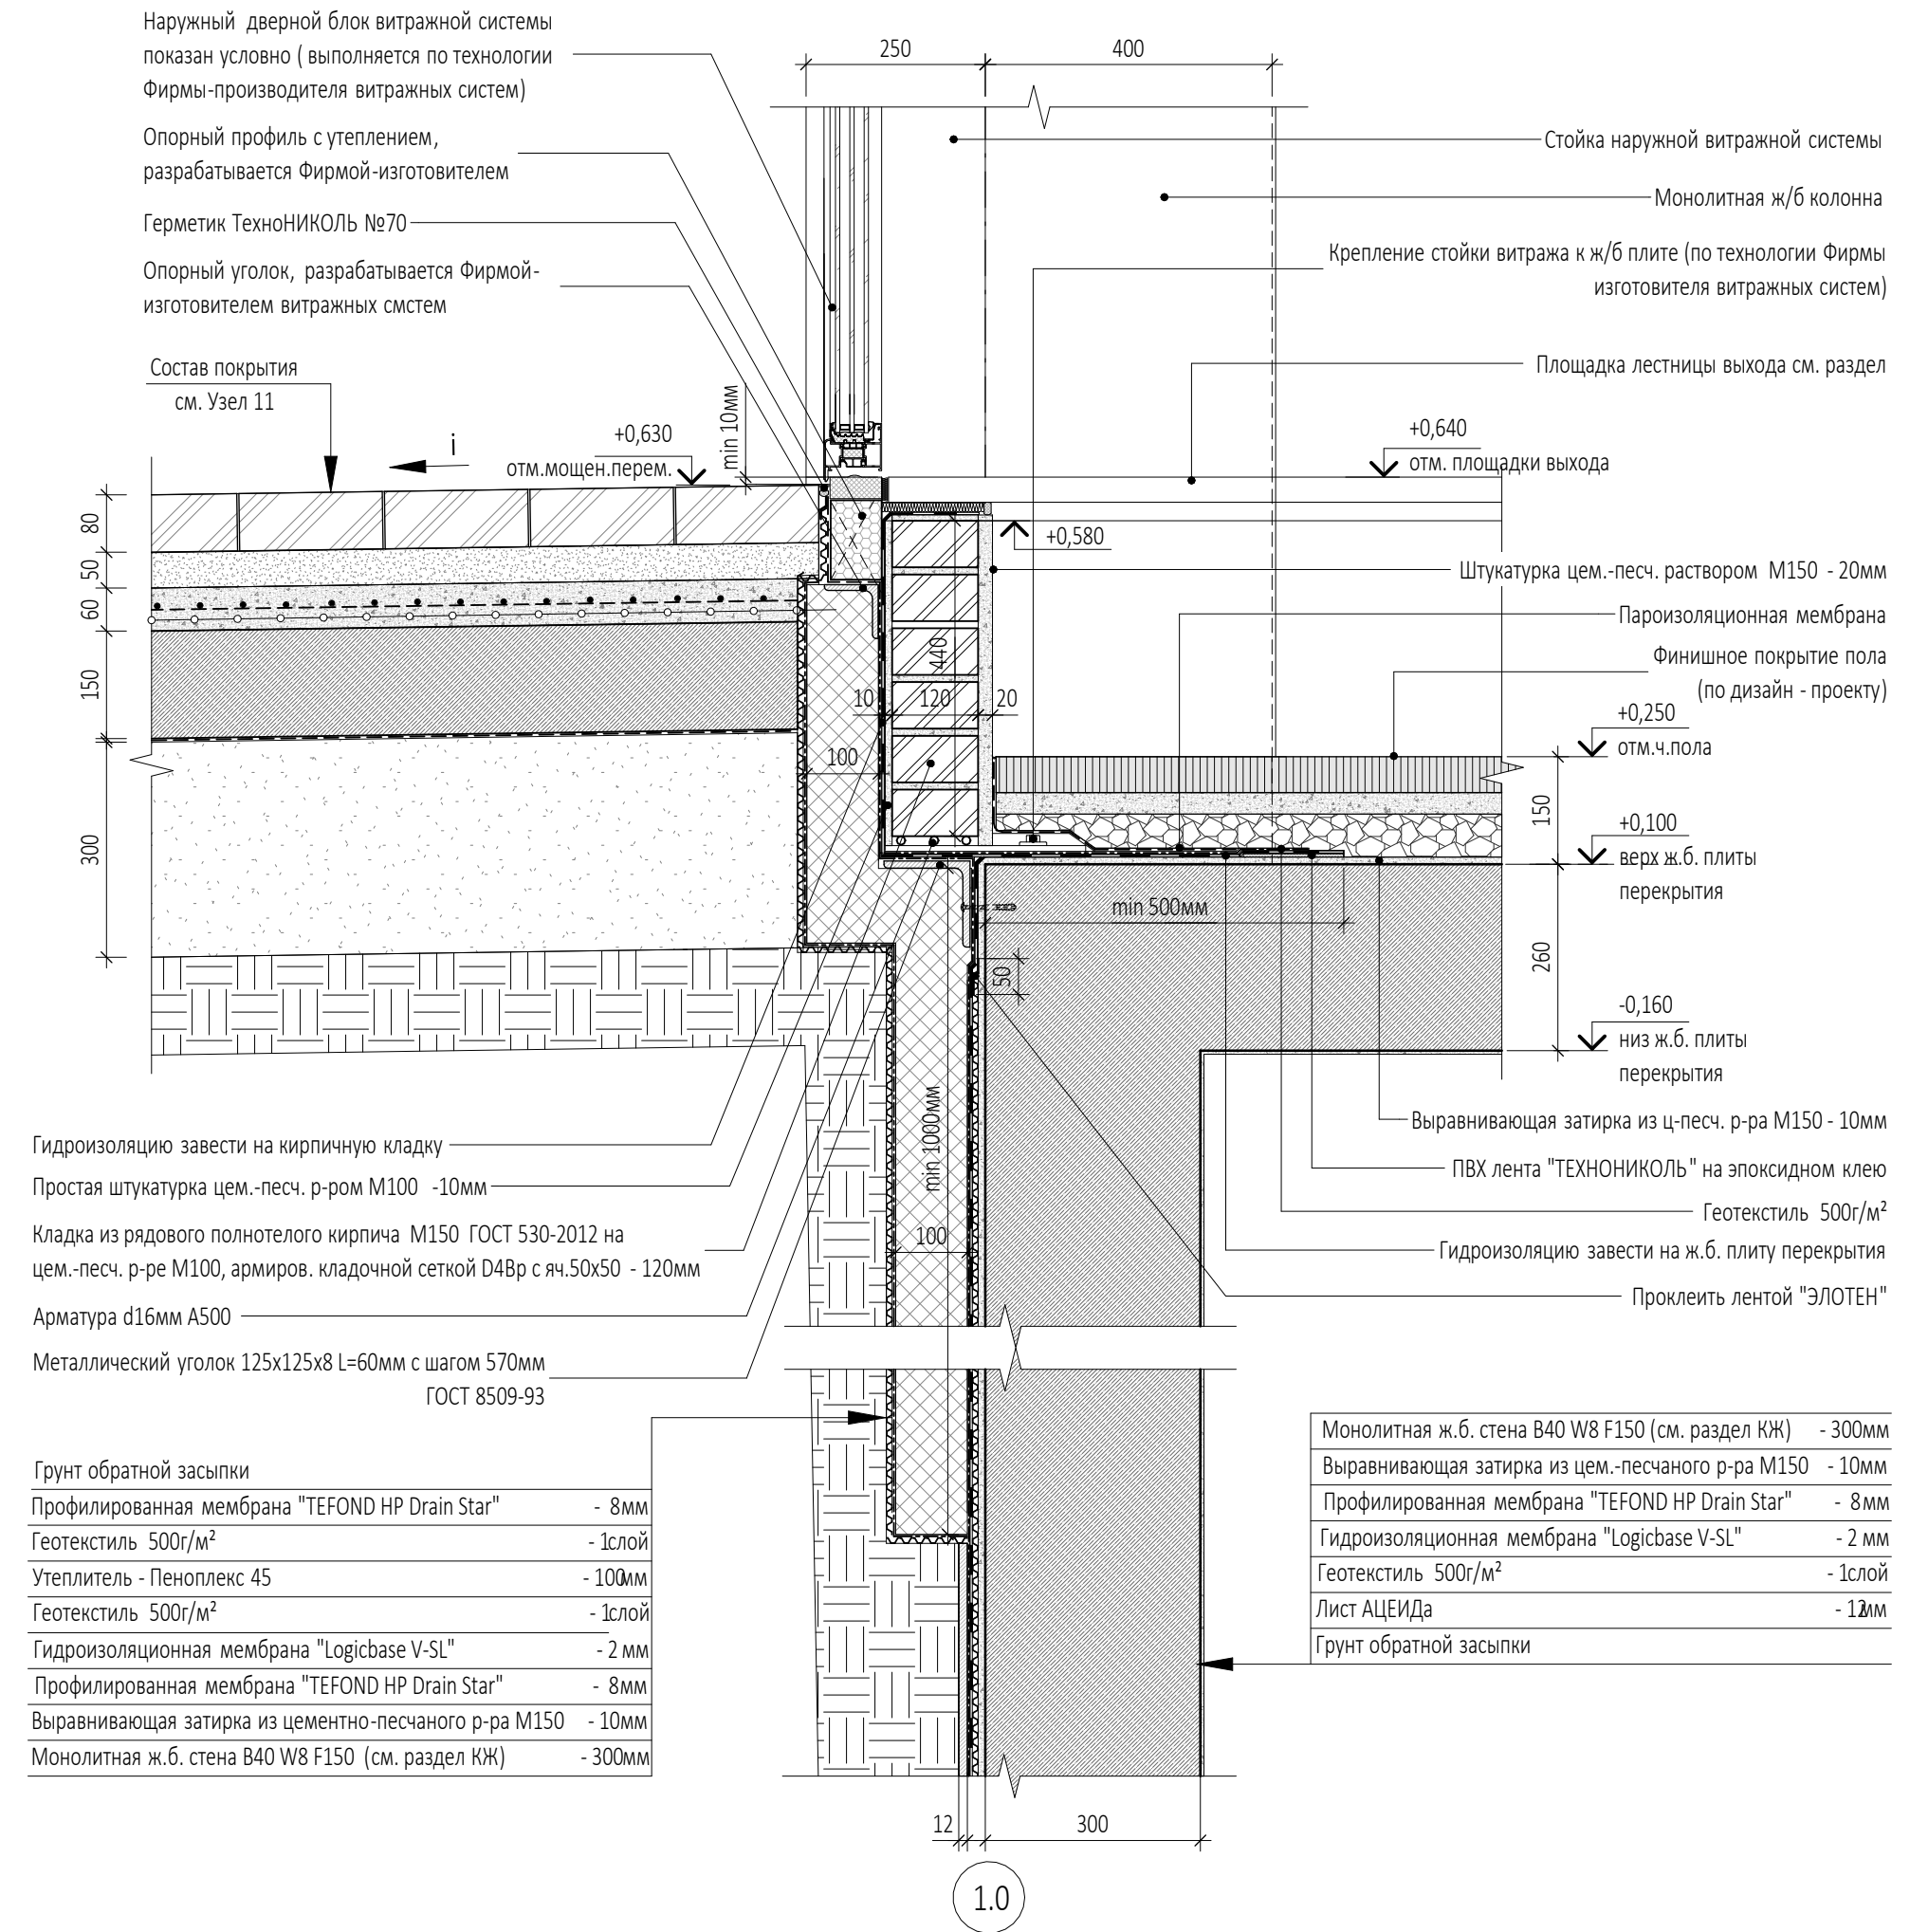 Наружный дверной блок витражной системы
показан условно ( выполняется по технологии
Фирмы-производителя витражных систем)
Опорный профиль с утеплением,
разрабатывается Фирмой-изготовителем
Герметик ТехноНИКОЛЬ №70
Опорный уголок, разрабатывается Фирмой-
изготовителем витражных смстем
Состав покрытия
см. Узел 11
i
+0,630
отм.мощен.перем.
min 10мм
250
400
Стойка наружной витражной системы
Монолитная ж/б колонна
Крепление стойки витража к ж/б плите (по технологии Фирмы
изготовителя витражных систем)
Площадка лестницы выхода см. раздел
+0,640
отм. площадки выхода
+0,580
Штукатурка цем.-песч. раствором М150 - 20мм
Пароизоляционная мембрана
Финишное покрытие пола
(по дизайн - проекту)
+0,250
отм.ч.пола
+0,100
верх ж.б. плиты
перекрытия
-0,160
низ ж.б. плиты
перекрытия
80
50
60
150
300
440
10
120
20
100
150
260
min 500мм
50
min 1000мм
100
Выравнивающая затирка из ц-песч. р-ра М150 - 10мм
ПВХ лента "ТЕХНОНИКОЛЬ" на эпоксидном клею
Геотекстиль 500г/м²
Гидроизоляцию завести на ж.б. плиту перекрытия
Проклеить лентой "ЭЛОТЕН"
Гидроизоляцию завести на кирпичную кладку
Простая штукатурка цем.-песч. р-ром М100 -10мм
Кладка из рядового полнотелого кирпича М150 ГОСТ 530-2012 на
цем.-песч. р-ре М100, армиров. кладочной сеткой D4Вр с яч.50х50 - 120мм
Арматура d16мм А500
Металлический уголок 125х125х8 L=60мм с шагом 570мм
ГОСТ 8509-93
Грунт обратной засыпки
Профилированная мембрана "TEFOND HP Drain Star" - 8мм
Геотекстиль 500г/м² - 1слой
Утеплитель - Пеноплекс 45 - 100мм
Геотекстиль 500г/м² - 1слой
Гидроизоляционная мембрана "Logicbase V-SL" - 2 мм
Профилированная мембрана "TEFOND HP Drain Star" - 8мм
Выравнивающая затирка из цементно-песчаного р-ра М150 - 10мм
Монолитная ж.б. стена В40 W8 F150 (см. раздел КЖ) - 300мм
Монолитная ж.б. стена В40 W8 F150 (см. раздел КЖ) - 300мм
Выравнивающая затирка из цем.-песчаного р-ра М150 - 10мм
Профилированная мембрана "TEFOND HP Drain Star" - 8мм
Гидроизоляционная мембрана "Logicbase V-SL" - 2 мм
Геотекстиль 500г/м² - 1слой
Лист АЦЕИДа - 12мм
Грунт обратной засыпки
12
300
1.0